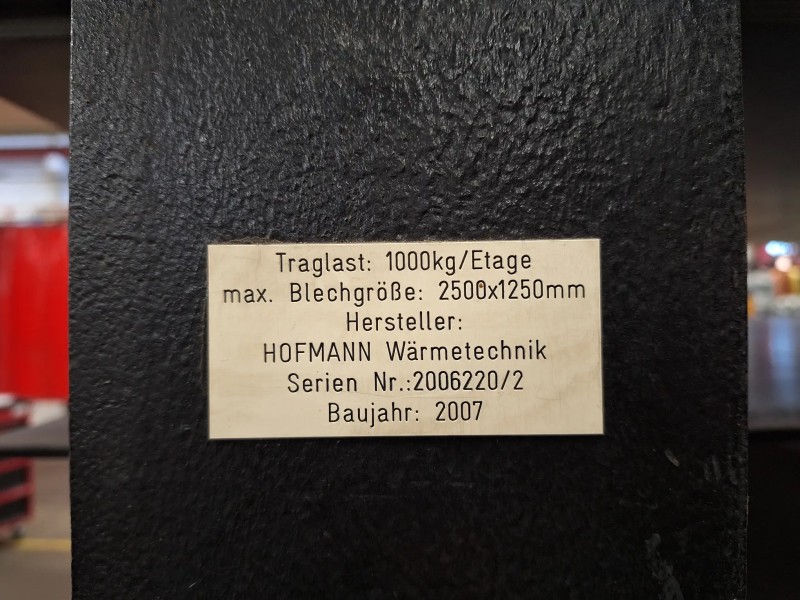 Traglast: 1000kg/Etage
max. Blechgröße: 2500x1250mm
Hersteller:
HOFMANN Wärmetechnik
Serien Nr.:2006220/2
Baujahr: 2007